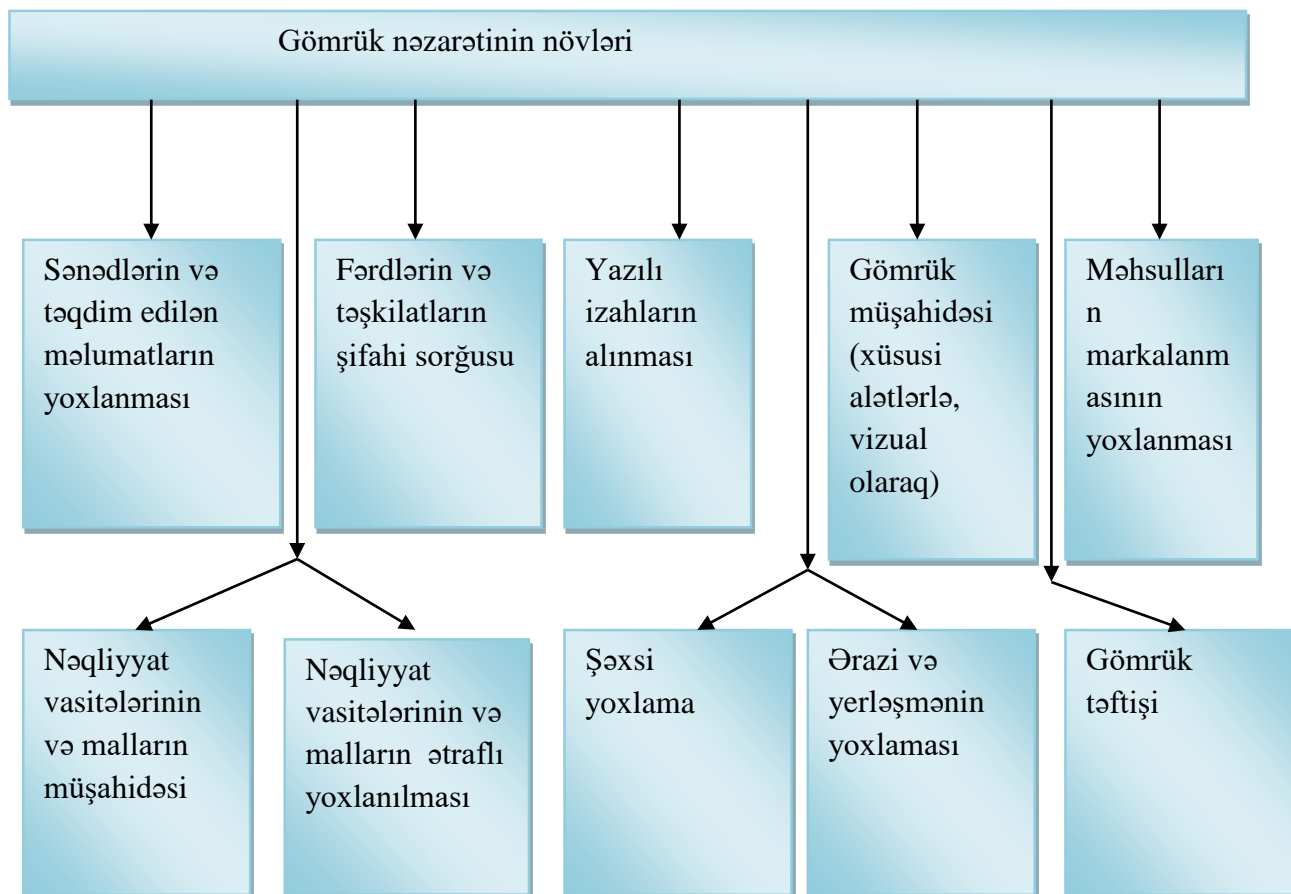 Gömrük nəzarətinin növləri
Sənədlərin və
təqdim edilən
məlumatların
yoxlanması
Fərdlərin və
təşkilatların
şifahi sorğusu
Yazılı
izahların
alınması
Gömrük
müşahidəsi
(xüsusi
alətlərlə,
vizual
olaraq)
Məhsulları
n
markalanm
asının
yoxlanması
Nəqliyyat
vasitələrinin
və malların
müşahidəsi
Nəqliyyat
vasitələrinin və
malların ətraflı
yoxlanılması
Şəxsi
yoxlama
Ərazi və
yerləşmənin
yoxlaması
Gömrük
təftişi